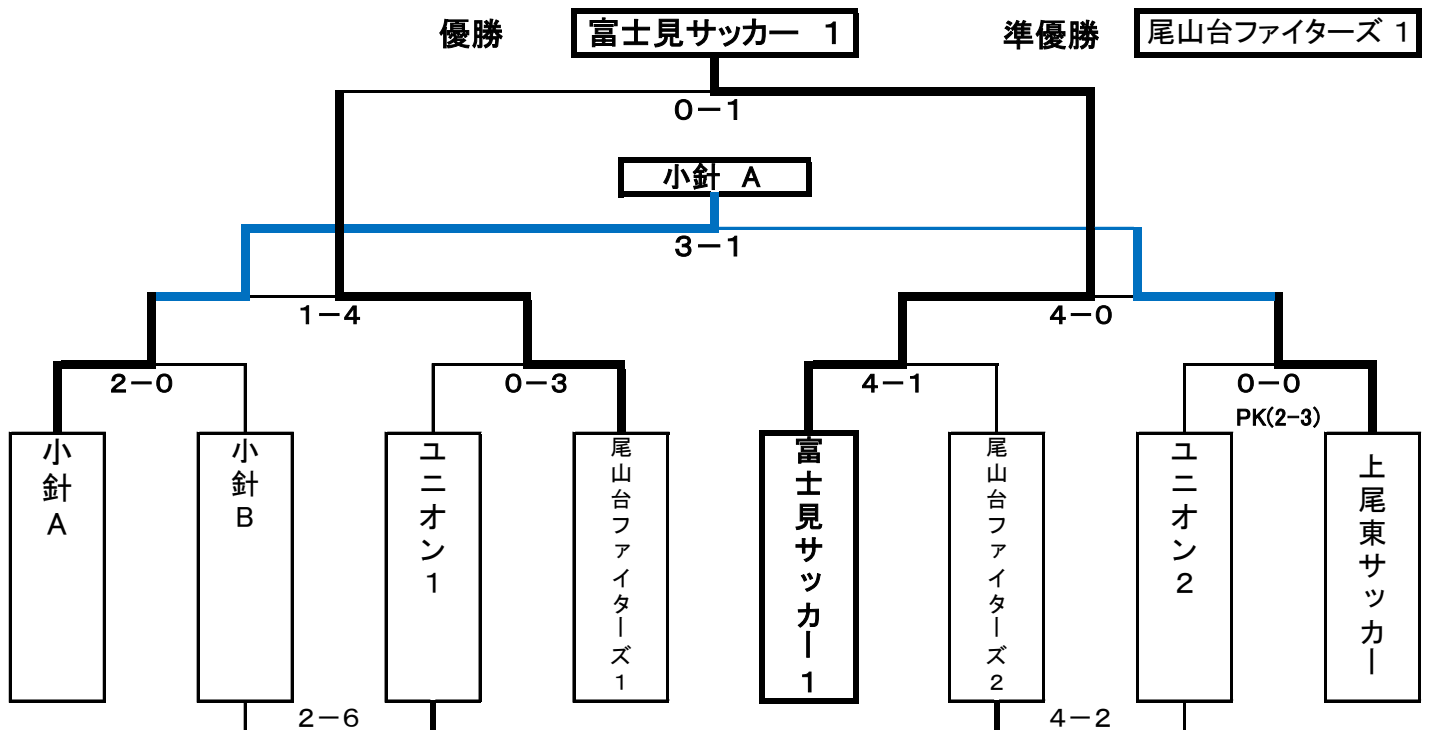 優勝 富士見サッカー 1 準優勝 尾山台ファイターズ 1
0－1
小針 A
3－1
1－4 4－0
2－0 0－3 4－1 0－0
PK(2-3)
小針A
小針B
ユニオン1
尾山台ファイターズ1
富士見サッカー1
尾山台ファイターズ2
ユニオン2
上尾東サッカー
2－6 4－2